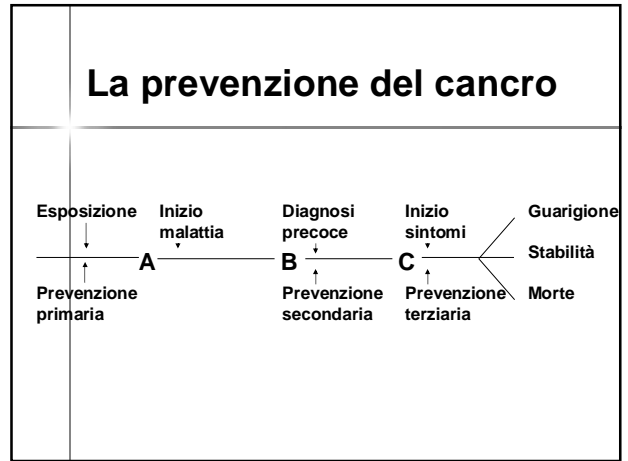 La prevenzione del cancro
Esposizione
Inizio
malattia
Diagnosi
precoce
Inizio
sintomi
Guarigione
A
B
C
Stabilità
Prevenzione
primaria
Prevenzione
secondaria
Prevenzione
terziaria
Morte